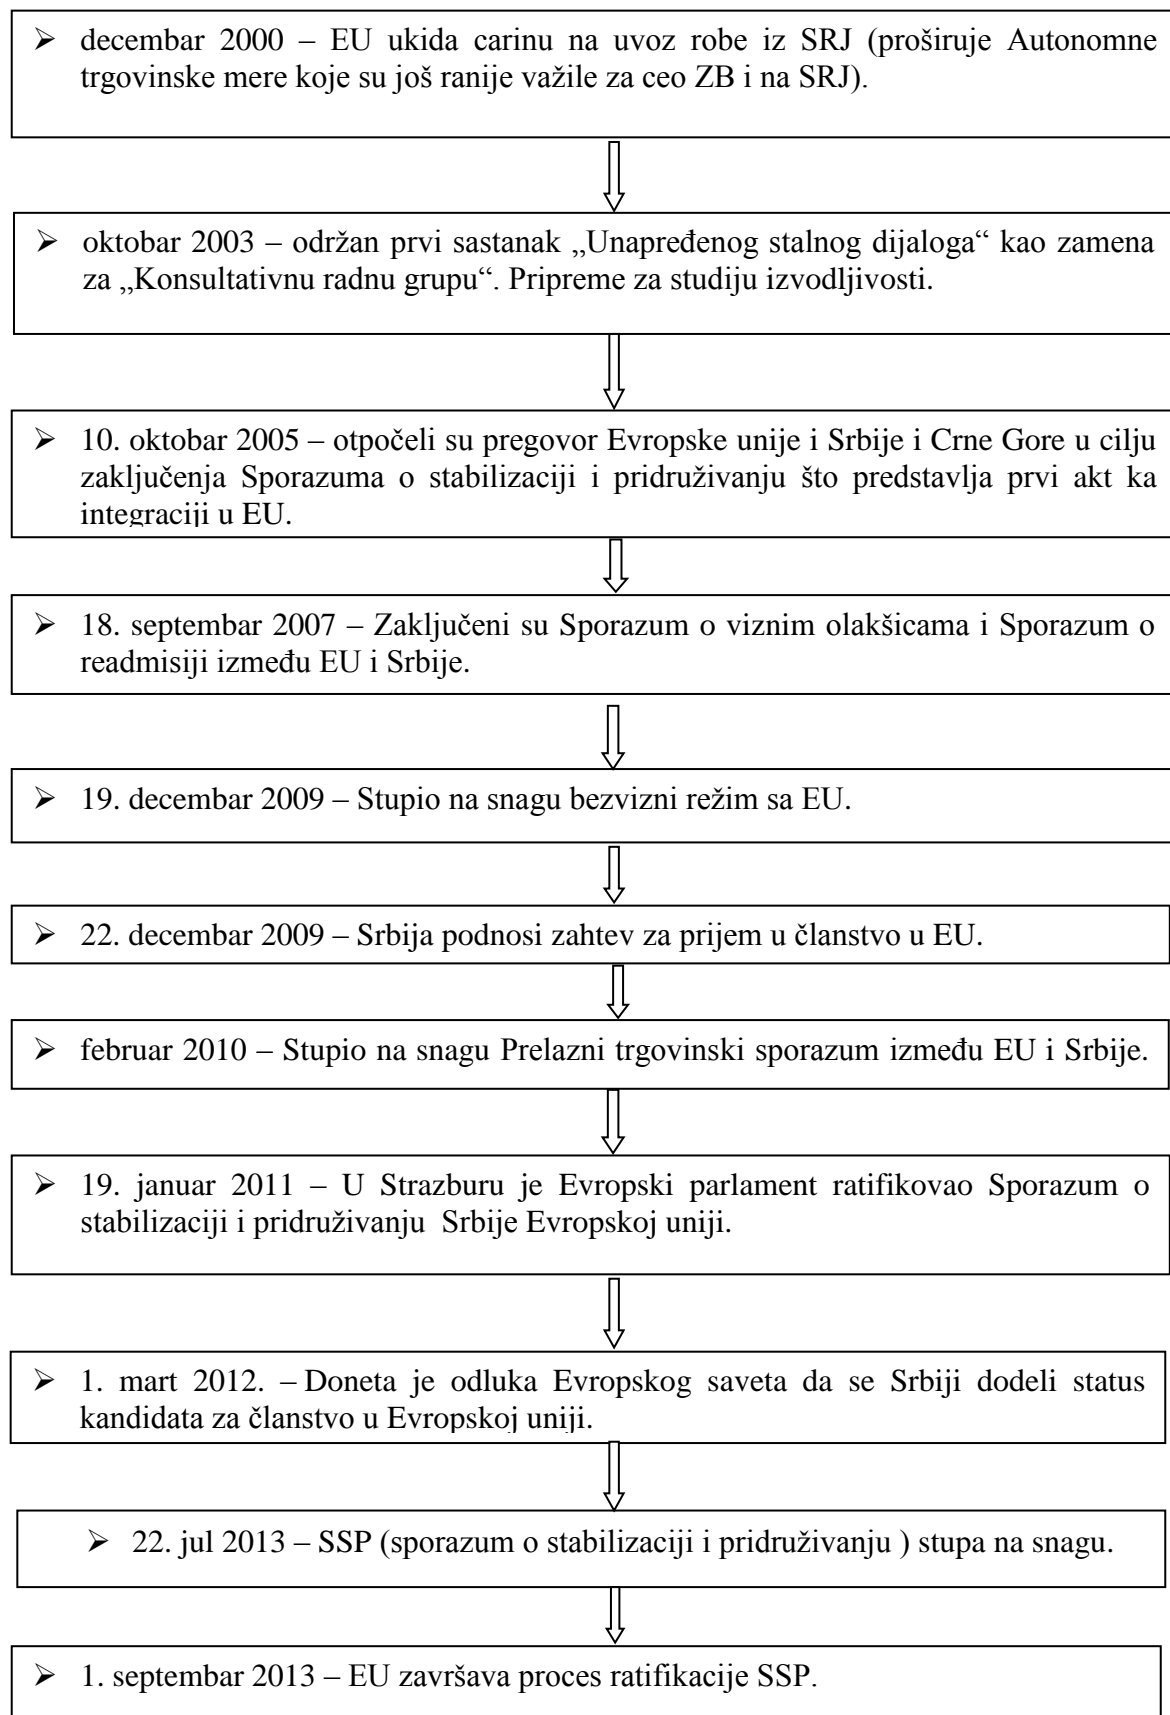 ➢ decembar 2000 – EU ukida carinu na uvoz robe iz SRJ (proširuje Autonomne
trgovinske mere koje su još ranije važile za ceo ZB i na SRJ).
➢ oktobar 2003 – održan prvi sastanak „Unapređenog stalnog dijaloga“ kao zamena
za „Konsultativnu radnu grupu“. Pripreme za studiju izvodljivosti.
➢ 10. oktobar 2005 – otpočeli su pregovor Evropske unije i Srbije i Crne Gore u cilju
zaključenja Sporazuma o stabilizaciji i pridruživanju što predstavlja prvi akt ka
integraciji u EU.
➢ 18. septembar 2007 – Zaključeni su Sporazum o viznim olakšicama i Sporazum o
readmisiji između EU i Srbije.
➢ 19. decembar 2009 – Stupio na snagu bezvizni režim sa EU.
➢ 22. decembar 2009 – Srbija podnosi zahtev za prijem u članstvo u EU.
➢ februar 2010 – Stupio na snagu Prelazni trgovinski sporazum između EU i Srbije.
➢ 19. januar 2011 – U Strazburu je Evropski parlament ratifikovao Sporazum o
stabilizaciji i pridruživanju Srbije Evropskoj uniji.
➢ 1. mart 2012. – Doneta je odluka Evropskog saveta da se Srbiji dodeli status
kandidata za članstvo u Evropskoj uniji.
➢ 22. jul 2013 – SSP (sporazum o stabilizaciji i pridruživanju ) stupa na snagu.
➢ 1. septembar 2013 – EU završava proces ratifikacije SSP.